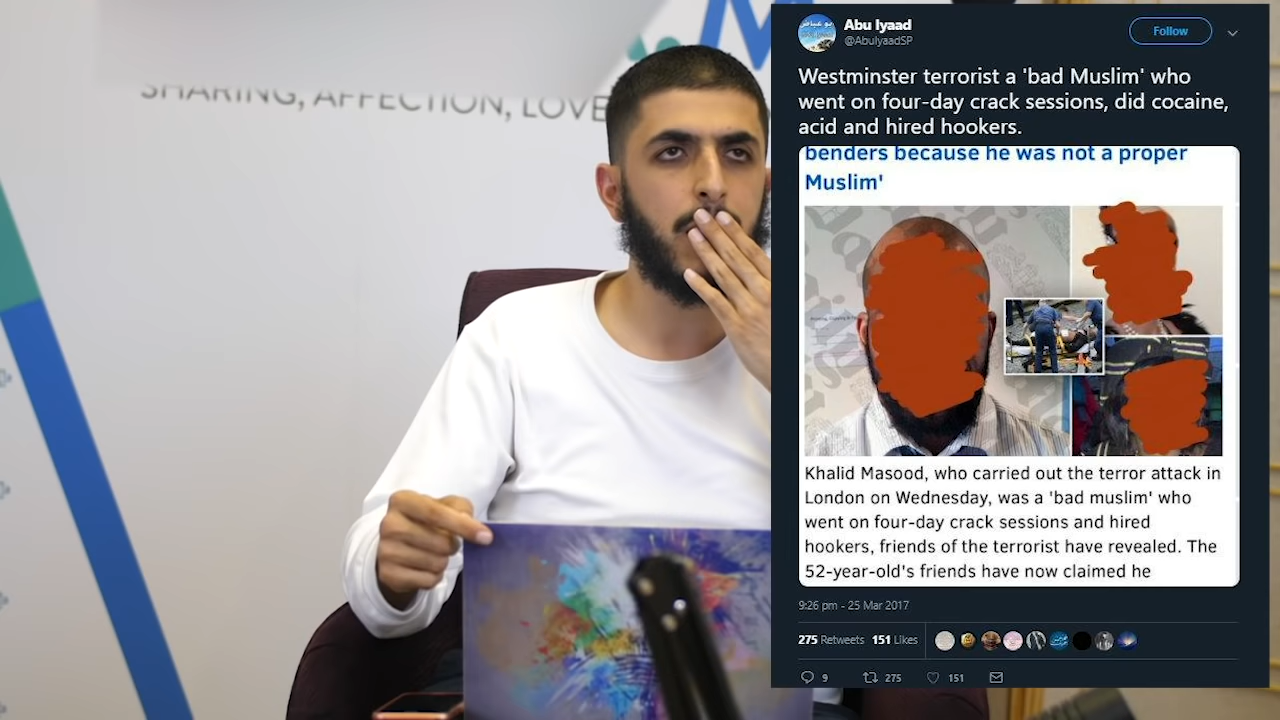 SHARING, AFFECTION, LOVE
Abu Iyaad
@AbuIyaadSP
Follow
Westminster terrorist a 'bad Muslim' who
went on four-day crack sessions, did cocaine,
acid and hired hookers.
benders because he was not a proper
Muslim'
Khalid Masood, who carried out the terror attack in
London on Wednesday, was a 'bad muslim' who
went on four-day crack sessions and hired
hookers, friends of the terrorist have revealed. The
52-year-old's friends have now claimed he
9:26 pm - 25 Mar 2017
275 Retweets 151 Likes
9 275 151